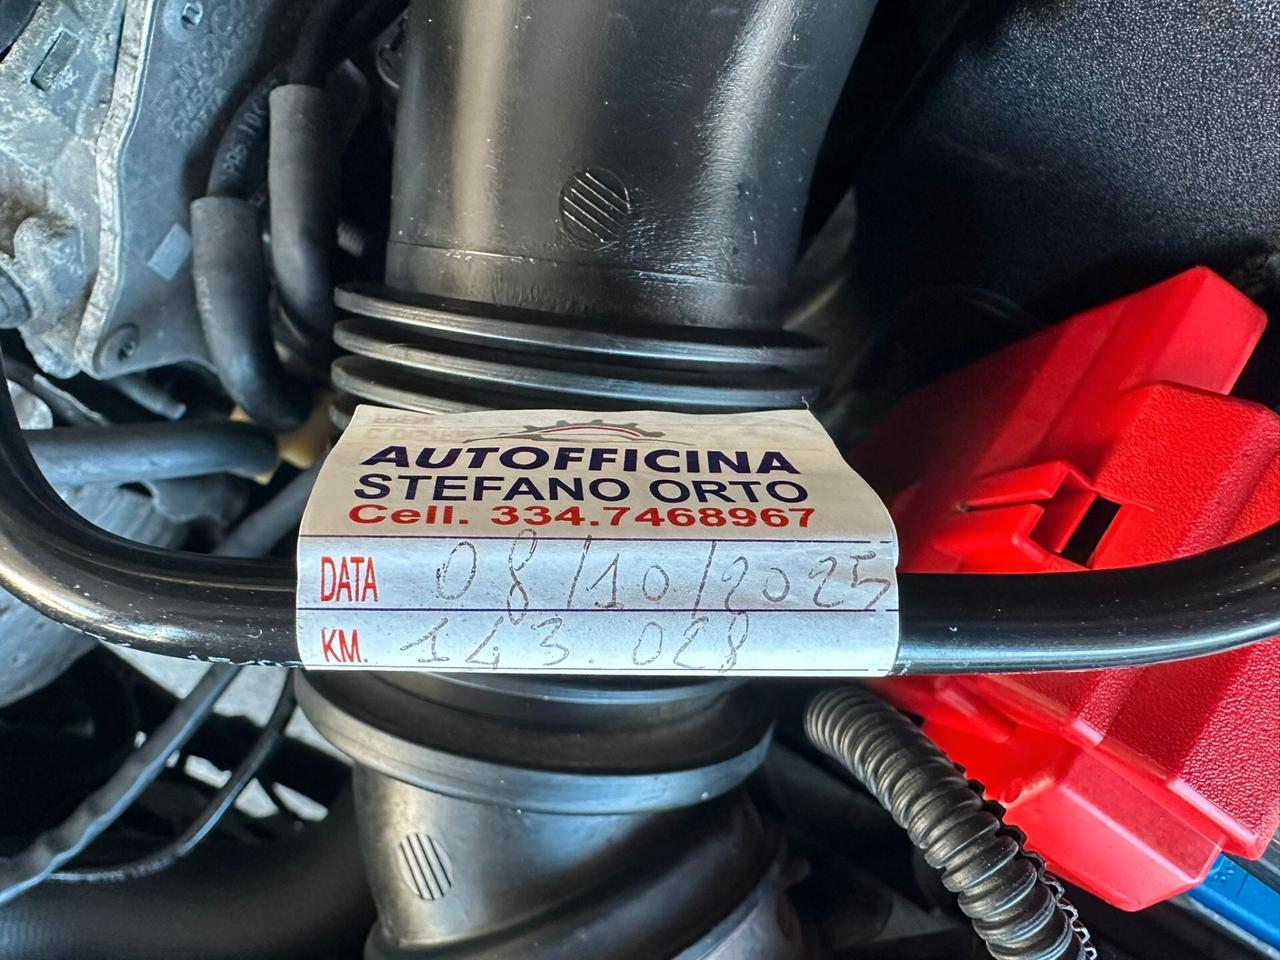 AUTOFFICINA
STEFANO ORTO
Cell. 334.7468967
DATA 08/10/2025
KM. 143.028